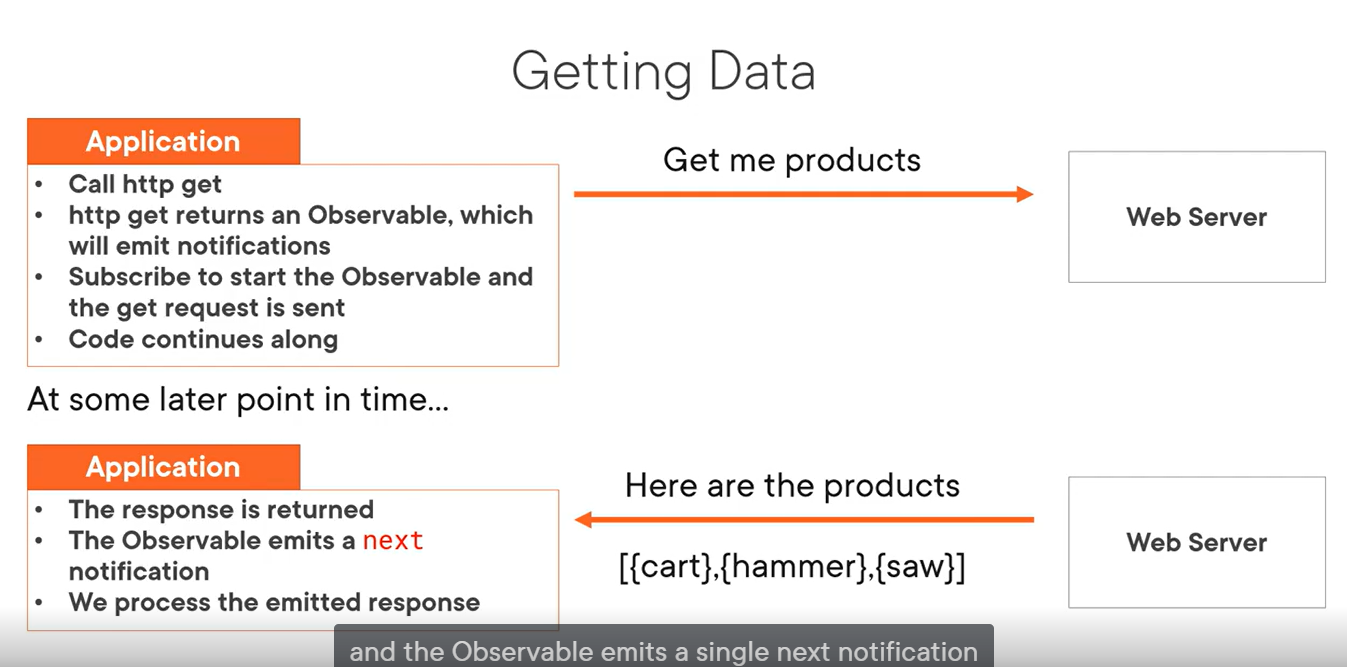 Getting Data
Application
• Call http get
• http get returns an Observable, which
will emit notifications
• Subscribe to start the Observable and
the get request is sent
• Code continues along
Get me products
Web Server
At some later point in time...
Application
• The response is returned
• The Observable emits a next
notification
• We process the emitted response
Here are the products
[{cart},{hammer},{saw}]
Web Server
and the Observable emits a single next notification